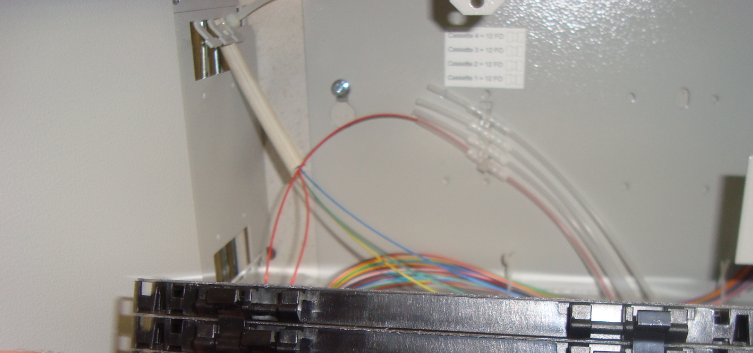 Cassette 4 = 12 FO
Cassette 3 = 12 FO
Cassette 2 = 12 FO
Cassette 1 = 12 FO